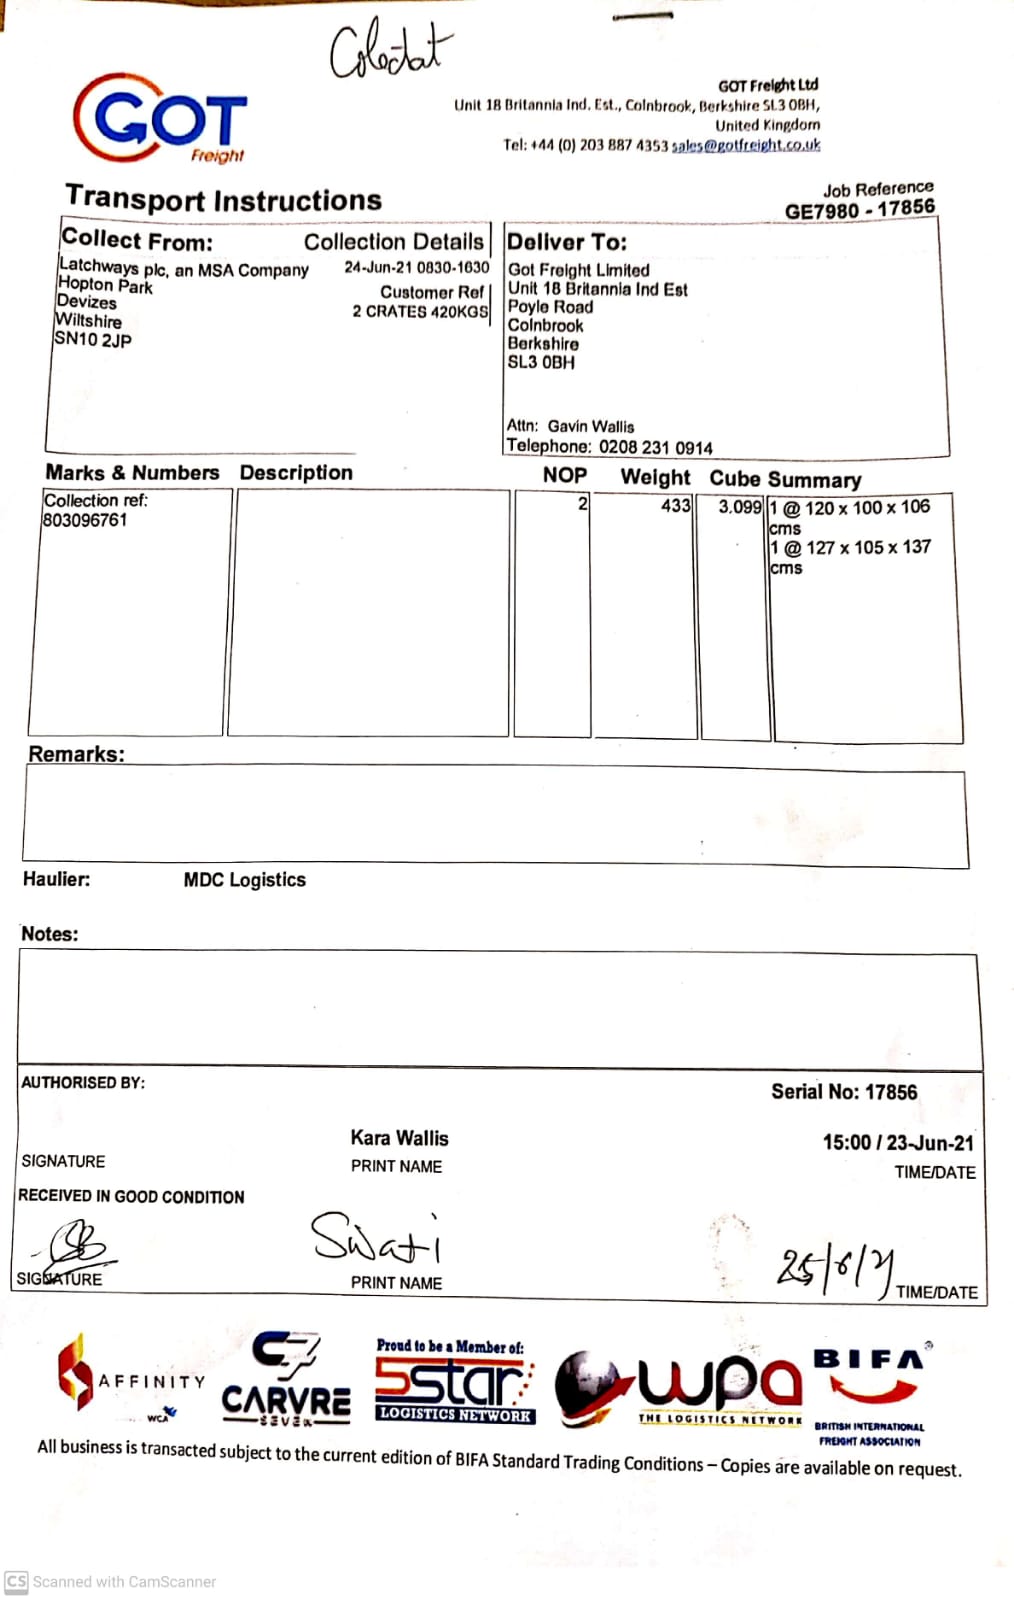 Colectat
GOT
Freight
GOT Freight Ltd
Unit 18 Britannia Ind. Est., Colnbrook, Berkshire SL3 0BH,
United Kingdom
Tel: +44 (0) 203 887 4353 sales@gotfreight.co.uk
Transport Instructions
Job Reference
GE7980 - 17856
Collect From: Collection Details
Latchways plc, an MSA Company 24-Jun-21 0830-1630
Hopton Park Customer Ref
Devizes 2 CRATES 420KGS
Wiltshire
SN10 2JP
Deliver To:
Got Freight Limited
Unit 18 Britannia Ind Est
Poyle Road
Colnbrook
Berkshire
SL3 0BH
Attn: Gavin Wallis
Telephone: 0208 231 0914
Marks & Numbers Description NOP Weight Cube Summary
Collection ref: 2 433 3.099 1 @ 120 x 100 x 106
803096761 cms
1 @ 127 x 105 x 137
cms
Remarks:
Haulier: MDC Logistics
Notes:
AUTHORISED BY:
Serial No: 17856
Kara Wallis 15:00 / 23-Jun-21
SIGNATURE PRINT NAME TIME/DATE
RECEIVED IN GOOD CONDITION
Swati 25/6/21
SIGNATURE PRINT NAME TIME/DATE
AFFINITY
WCA
CARVRE
SEVEN
Proud to be a Member of:
5star
LOGISTICS NETWORK
wpa
THE LOGISTICS NETWORK
BIFA®
BRITISH INTERNATIONAL
FREIGHT ASSOCIATION
All business is transacted subject to the current edition of BIFA Standard Trading Conditions – Copies are available on request.
CS Scanned with CamScanner